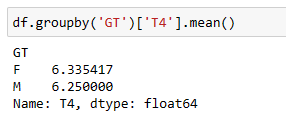 df.groupby('GT')['T4'].mean()
GT
F    6.335417
M    6.250000
Name: T4, dtype: float64